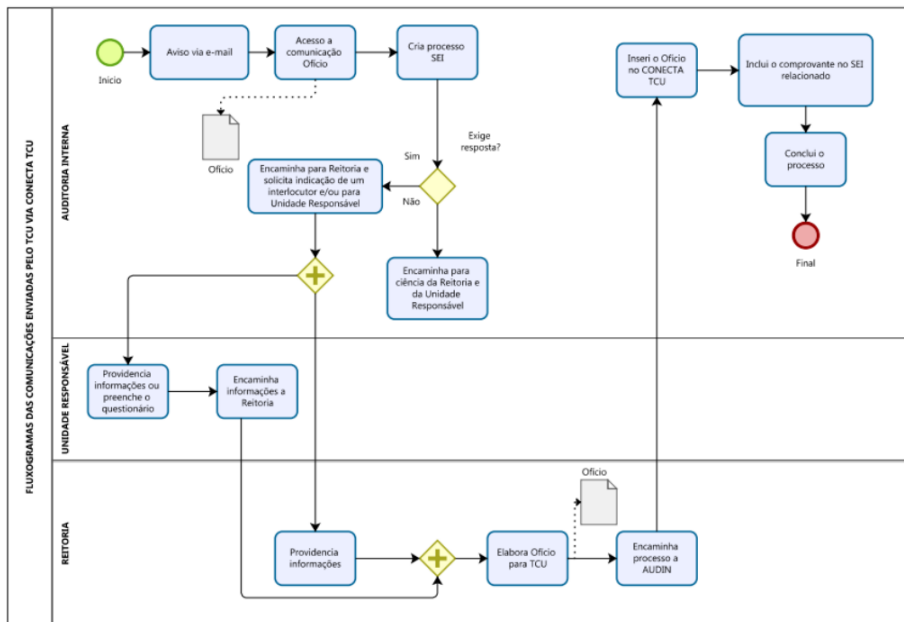 FLUXOGRAMAS DAS COMUNICAÇÕES ENVIADAS PELO TCU VIA CONECTA TCU
AUDITORIA INTERNA
Inicio
Aviso via e-mail
Acesso a
comunicação
Ofício
Ofício
Cria processo
SEI
Exige
resposta?
Sim
Não
Encaminha para Reitoria e
solicita indicação de um
interlocutor e/ou para
Unidade Responsável
Encaminha para
ciência da Reitoria e
da Unidade
Responsável
Inseri o Ofício
no CONECTA
TCU
Inclui o comprovante no SEI
relacionado
Conclui o
processo
Final
UNIDADE RESPONSÁVEL
Providencia
informações ou
preenche o
questionário
Encaminha
informações a
Reitoria
REITORIA
Providencia
informações
Elabora Ofício
para TCU
Ofício
Encaminha
processo a
AUDIN